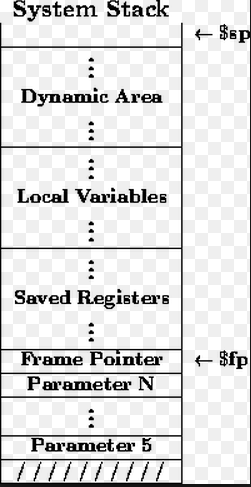 System Stack
← $sp
Dynamic Area
Local Variables
Saved Registers
Frame Pointer ← $fp
Parameter N
Parameter 5